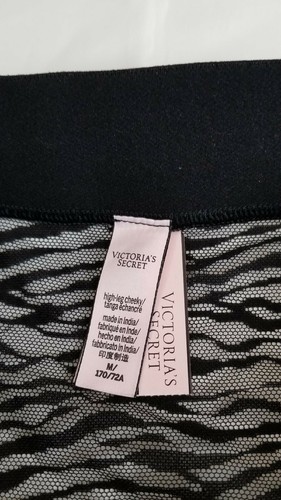 VICTORIA'S
SECRET
high-leg cheeky/
tanga échancré
made in India/
fabriqué en Inde/
hecho en India/
fabbricato in India/
印度制造
M/
170/72A
VICTORIA'S
SECRET